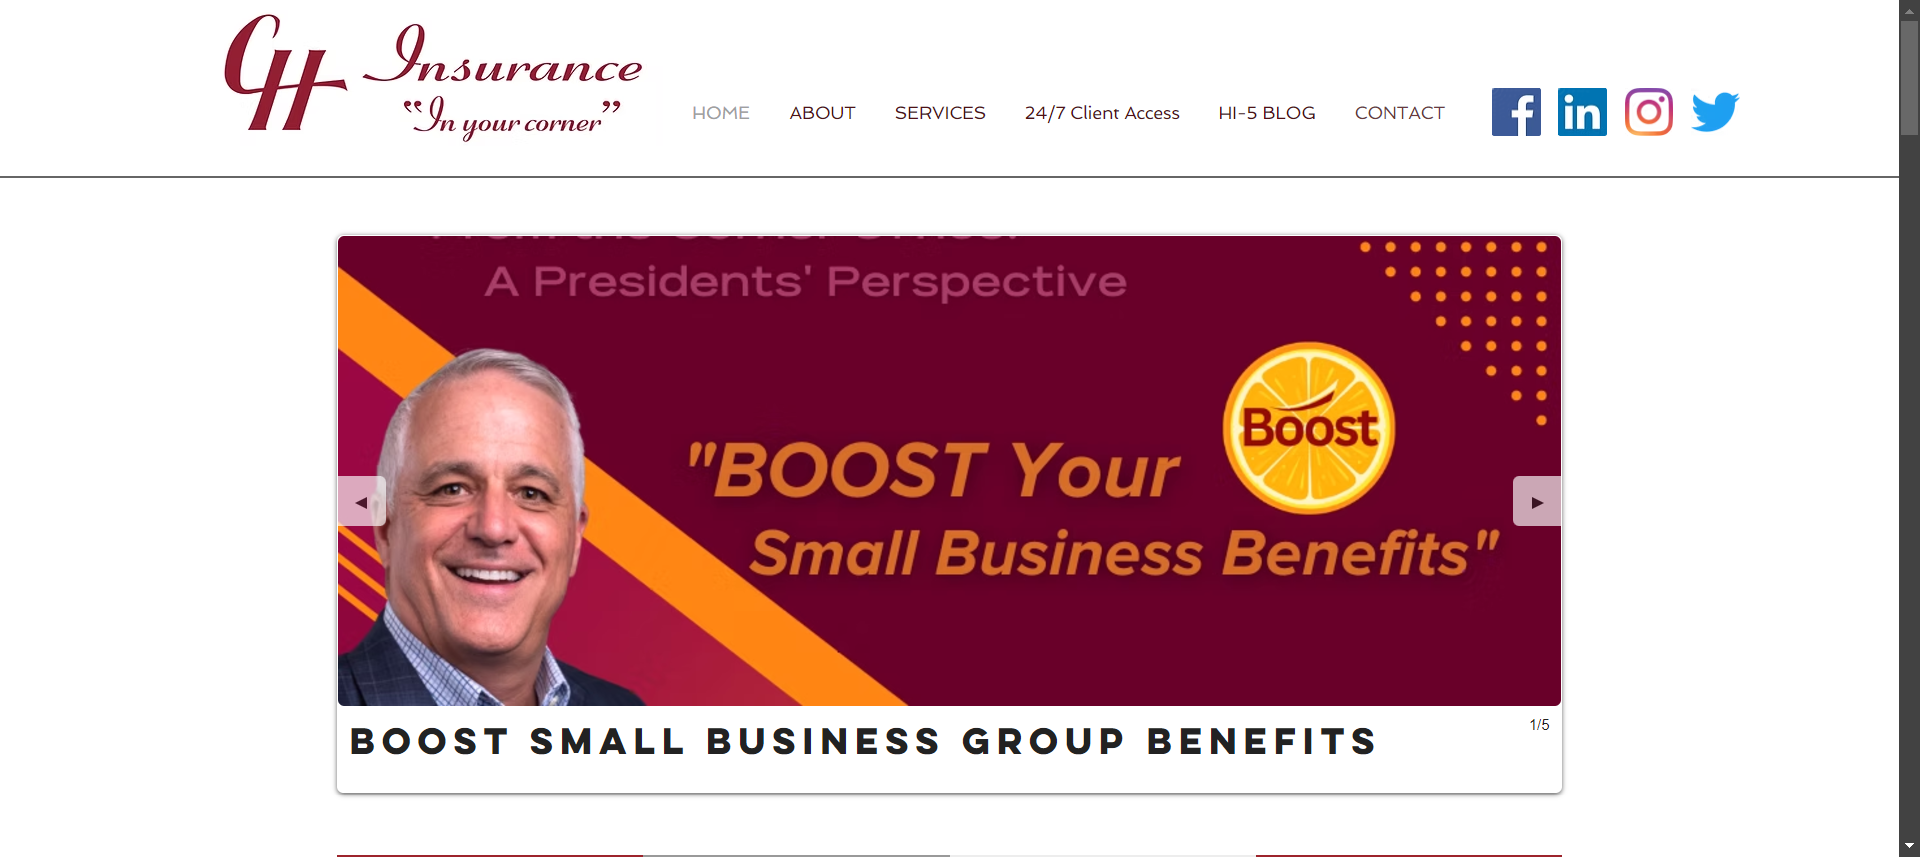 CH Insurance
“In your corner”
HOME ABOUT SERVICES 24/7 Client Access HI-5 BLOG CONTACT
A Presidents' Perspective
Boost
"BOOST Your
Small Business Benefits"
BOOST SMALL BUSINESS GROUP BENEFITS
1/5